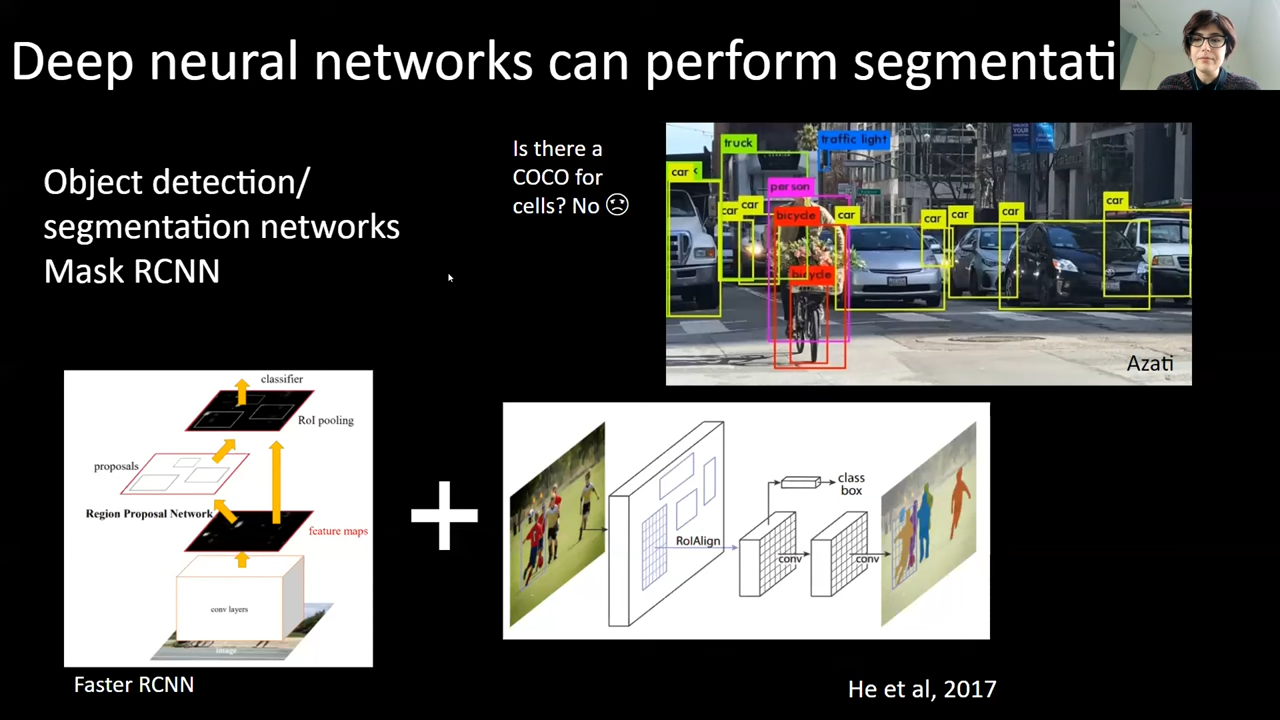 Deep neural networks can perform segmentati
Object detection/
segmentation networks
Mask RCNN
Is there a
COCO for
cells? No ☹
truck
traffic light
car
person
car
car
bicycle
car
car
car
car
car
bicycle
Azati
classifier
RoI pooling
proposals
Region Proposal Network
feature maps
conv layers
image
Faster RCNN
+
RoIAlign
class
box
conv
conv
He et al, 2017